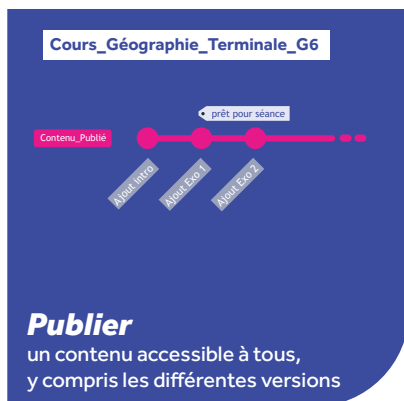 Cours_Géographie_Terminale_G6
prêt pour séance
Contenu_Publié
Ajout Intro
Ajout Exo 1
Ajout Exo 2
Publier
un contenu accessible à tous,
y compris les différentes versions